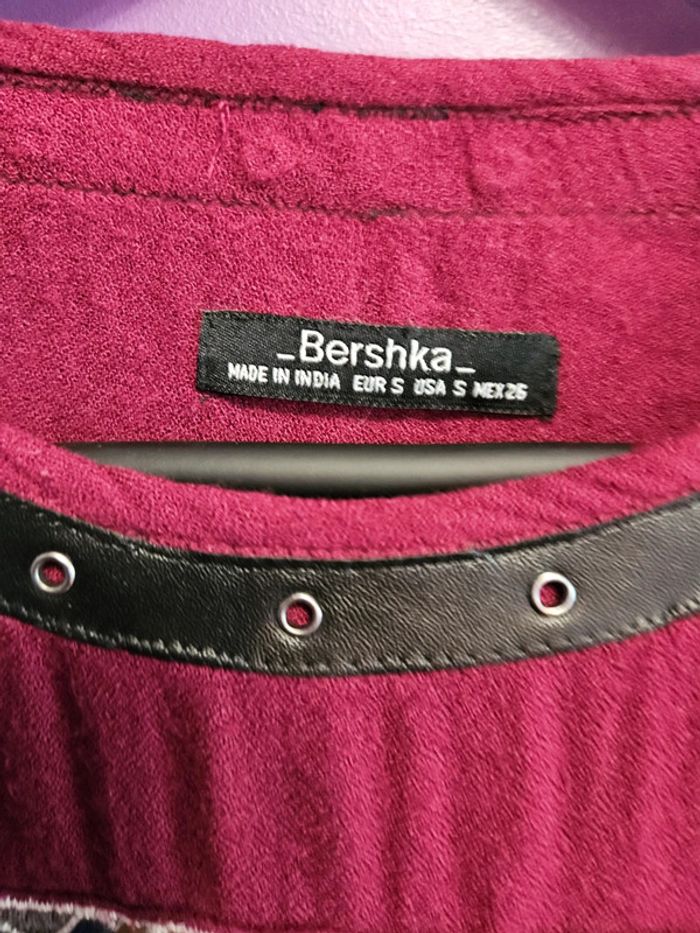 _Bershka_
MADE IN INDIA EUR S USA S MEX26